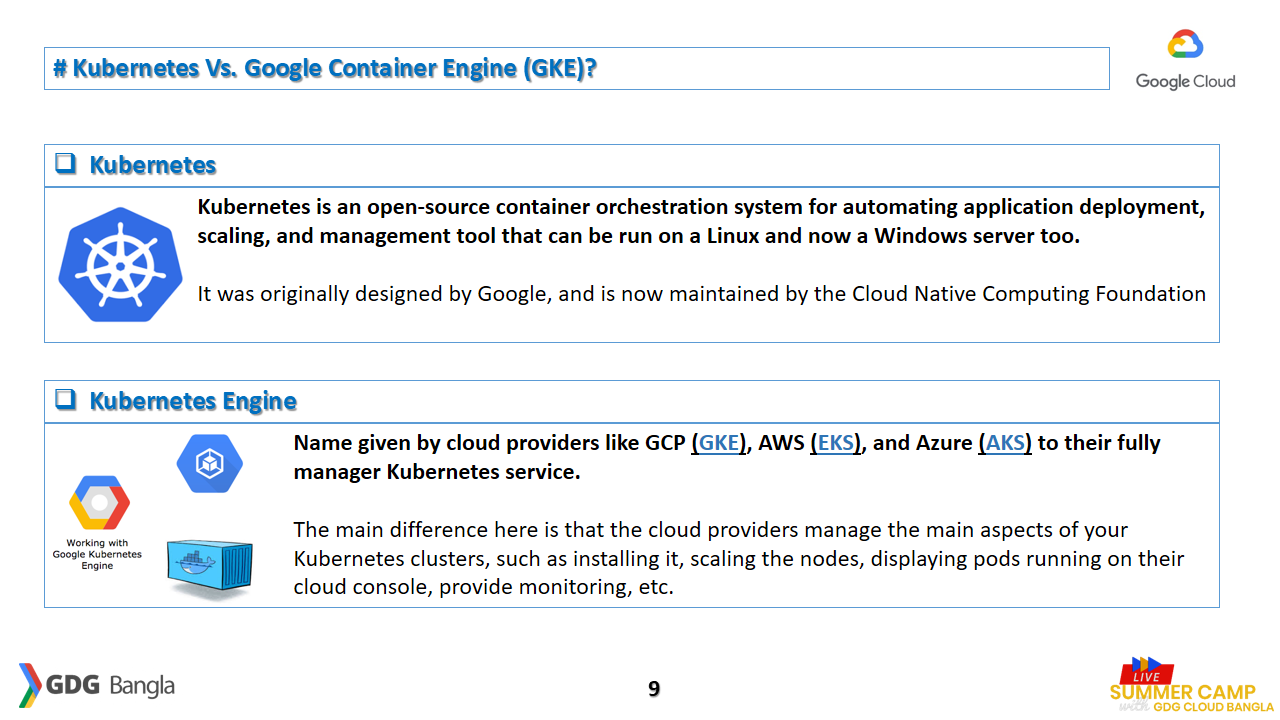 # Kubernetes Vs. Google Container Engine (GKE)?
Google Cloud
Kubernetes
Kubernetes is an open-source container orchestration system for automating application deployment,
scaling, and management tool that can be run on a Linux and now a Windows server too.
It was originally designed by Google, and is now maintained by the Cloud Native Computing Foundation
Kubernetes Engine
Working with
Google Kubernetes
Engine
Name given by cloud providers like GCP (GKE), AWS (EKS), and Azure (AKS) to their fully
manager Kubernetes service.
The main difference here is that the cloud providers manage the main aspects of your
Kubernetes clusters, such as installing it, scaling the nodes, displaying pods running on their
cloud console, provide monitoring, etc.
GDG Bangla
9
LIVE
SUMMER CAMP
with GDG CLOUD BANGLA